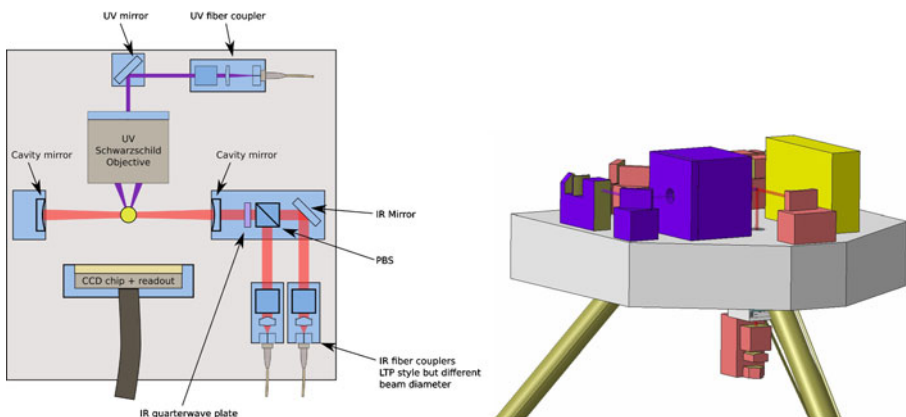 UV mirror
UV fiber coupler
UV
Schwarzschild
Objective
Cavity mirror
Cavity mirror
IR Mirror
PBS
CCD chip + readout
IR fiber couplers
LTP style but different
beam diameter
IR quarterwave plate